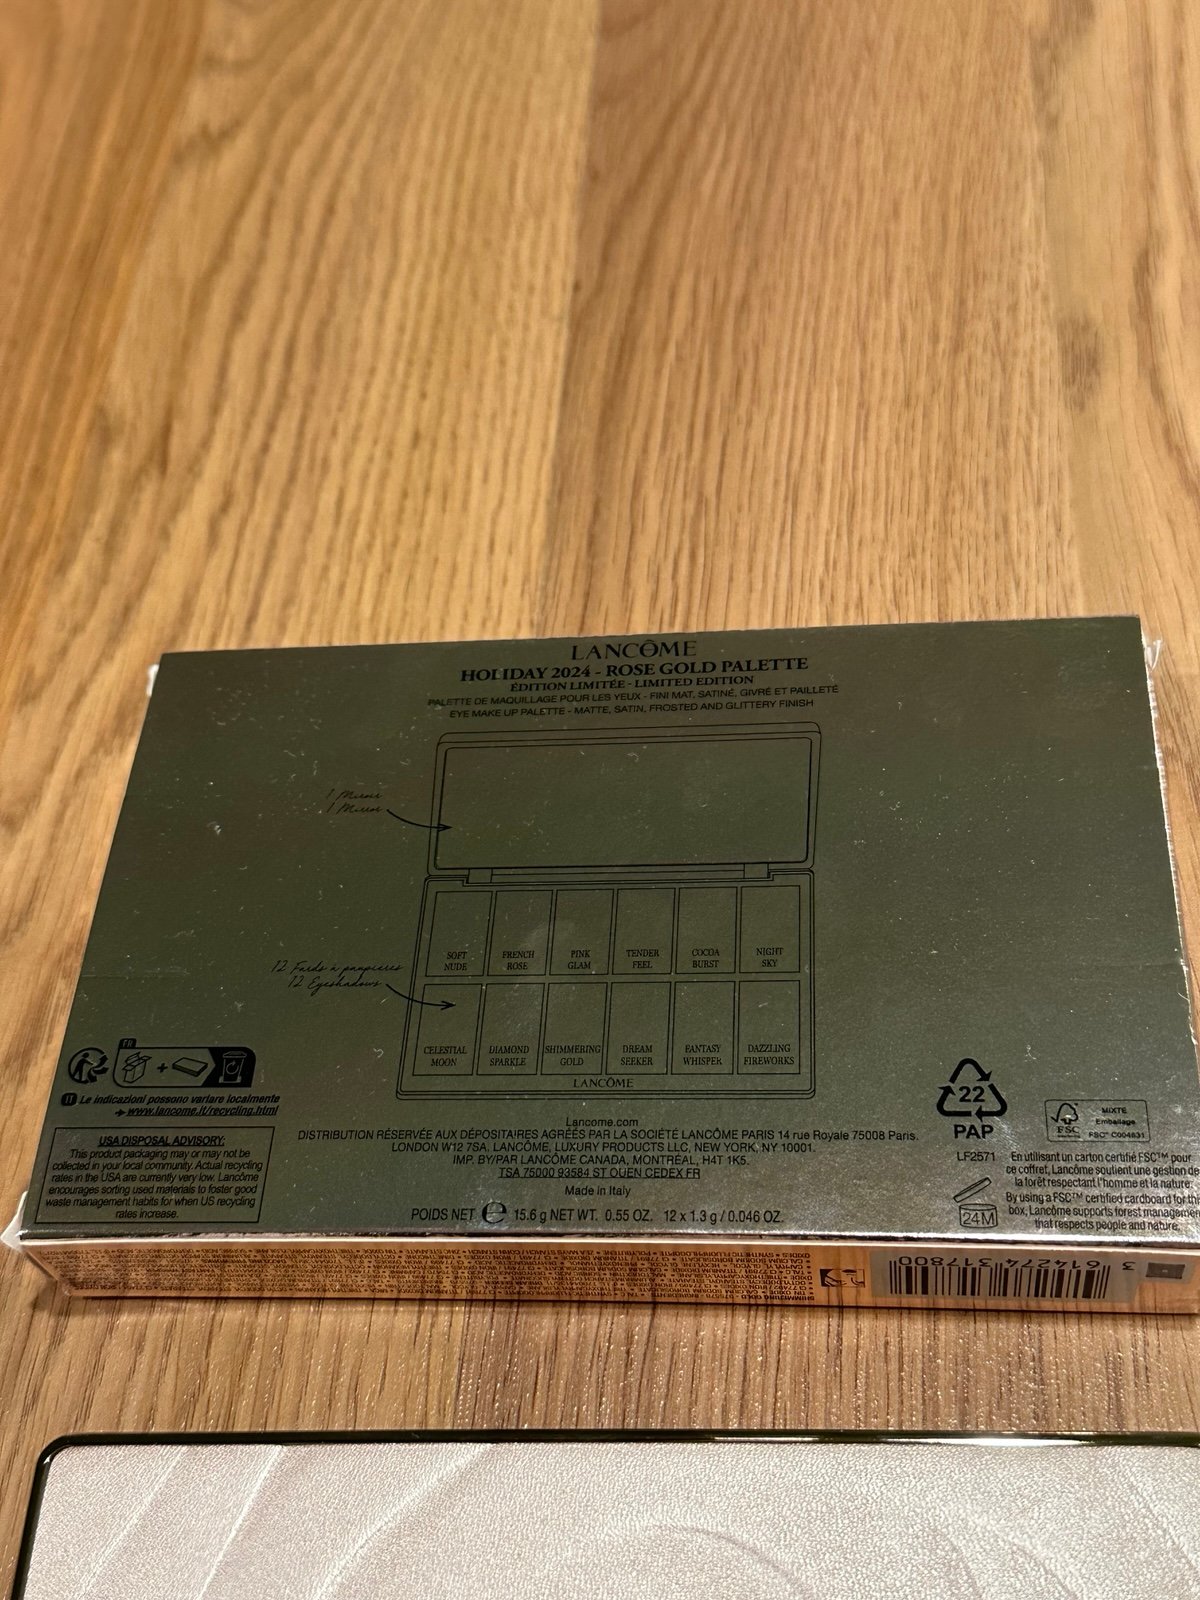 LANCÔME
HOLIDAY 2024 - ROSE GOLD PALETTE
ÉDITION LIMITÉE - LIMITED EDITION
PALETTE DE MAQUILLAGE POUR LES YEUX - FINI MAT, SATINÉ, GIVRÉ ET PAILLETÉ
EYE MAKE UP PALETTE - MATTE, SATIN, FROSTED AND GLITTERY FINISH
1 Miroir
1 Mirror
SOFT NUDE
FRENCH ROSE
PINK GLAM
TENDER FEEL
COCOA BURST
NIGHT SKY
12 Fards à paupières
12 Eyeshadows
CELESTIAL MOON
DIAMOND SPARKLE
SHIMMERING GOLD
DREAM SEEKER
FANTASY WHISPER
DAZZLING FIREWORKS
LANCÔME
FR
Le indicazioni possono variare localmente
www.lancome.it/recycling.html
USA DISPOSAL ADVISORY:
This product packaging may or may not be
collected in your local community. Actual recycling
rates in the USA are currently very low. Lancôme
encourages sorting used materials to foster good
waste management habits for when US recycling
rates increase.
Lancome.com
DISTRIBUTION RÉSERVÉE AUX DÉPOSITAIRES AGRÉÉS PAR LA SOCIÉTÉ LANCÔME PARIS 14 rue Royale 75008 Paris.
LONDON W12 7SA. LANCÔME, LUXURY PRODUCTS LLC, NEW YORK, NY 10001.
IMP. BY/PAR LANCÔME CANADA, MONTRÉAL, H4T 1K5.
TSA 75000 93584 ST OUEN CEDEX FR
Made in Italy
POIDS NET ℮ 15.6 g NET WT. 0.55 OZ. 12 x 1.3 g / 0.046 OZ.
22
PAP
FSC
MIXTE
Emballage
FSC® C004831
LF2571
24M
En utilisant un carton certifié FSC™ pour
ce coffret, Lancôme soutient une gestion de
la forêt respectant l'homme et la nature.
By using a FSC™ certified cardboard for this
box, Lancôme supports forest management
that respects people and nature.
3 614274 317800